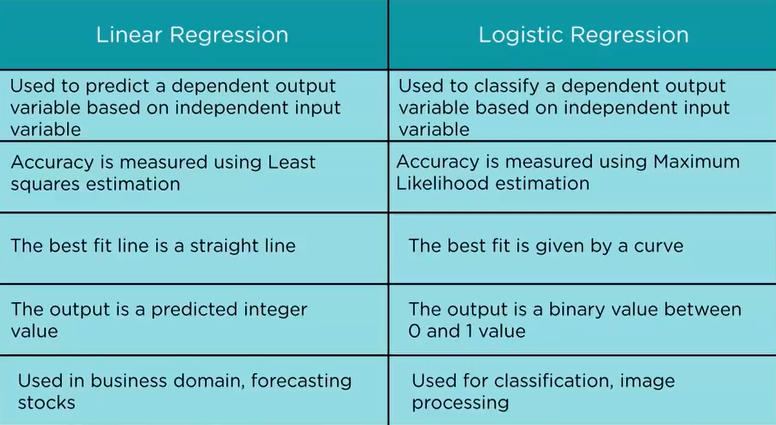 Linear Regression
Logistic Regression
Used to predict a dependent output
variable based on independent input
variable
Used to classify a dependent output
variable based on independent input
variable
Accuracy is measured using Least
squares estimation
Accuracy is measured using Maximum
Likelihood estimation
The best fit line is a straight line
The best fit is given by a curve
The output is a predicted integer
value
The output is a binary value between
0 and 1 value
Used in business domain, forecasting
stocks
Used for classification, image
processing